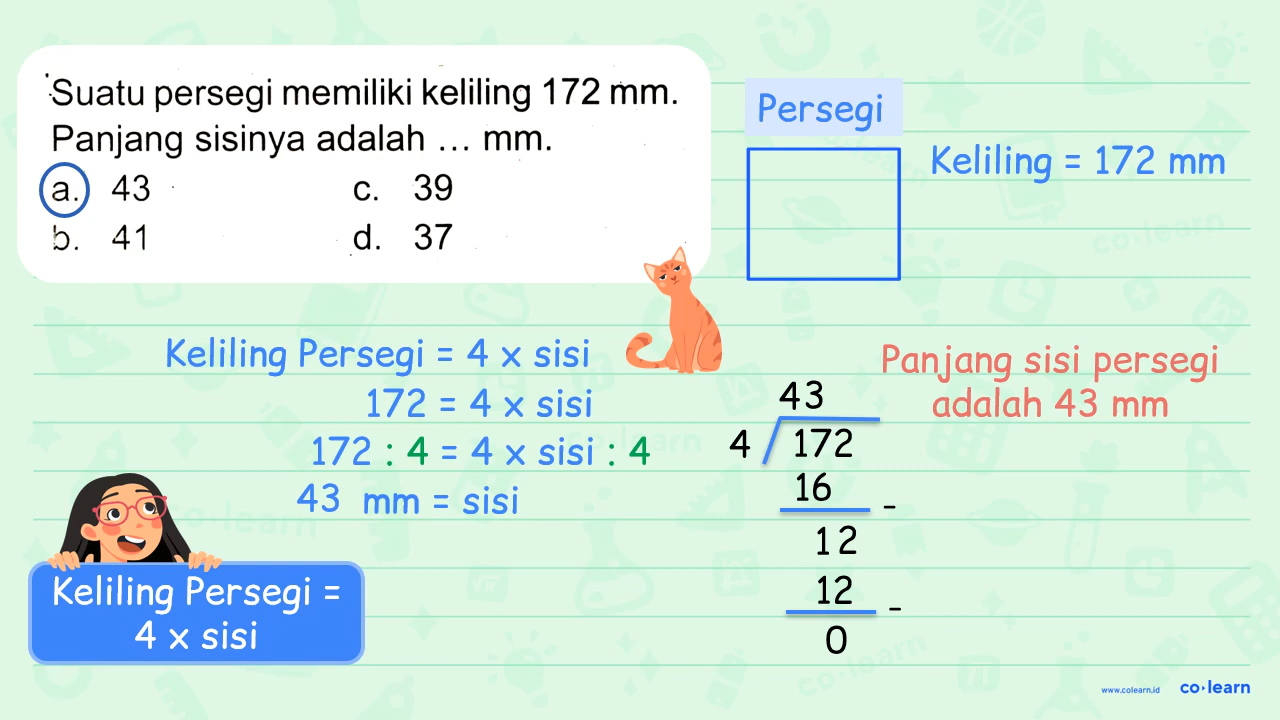 Suatu persegi memiliki keliling 172 mm.
Panjang sisinya adalah ... mm.
a. 43 c. 39
b. 41 d. 37
Persegi
Keliling = 172 mm
Keliling Persegi = 4 x sisi
172 = 4 x sisi
172 : 4 = 4 x sisi : 4
43 mm = sisi
Keliling Persegi =
4 x sisi
43
4 172
16
-
12
12
-
0
Panjang sisi persegi
adalah 43 mm
www.colearn.id
co·learn